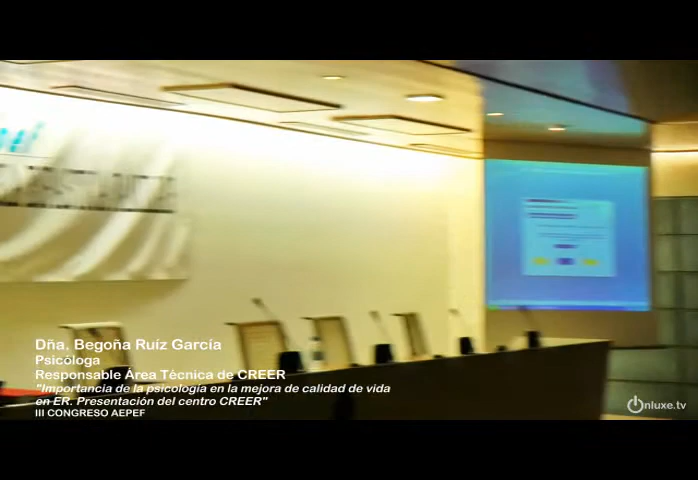 Dña. Begoña Ruíz García
Psicóloga
Responsable Área Técnica de CREER
"Importancia de la psicología en la mejora de calidad de vida
en ER. Presentación del centro CREER"
III CONGRESO AEPEF
nluxe.tv